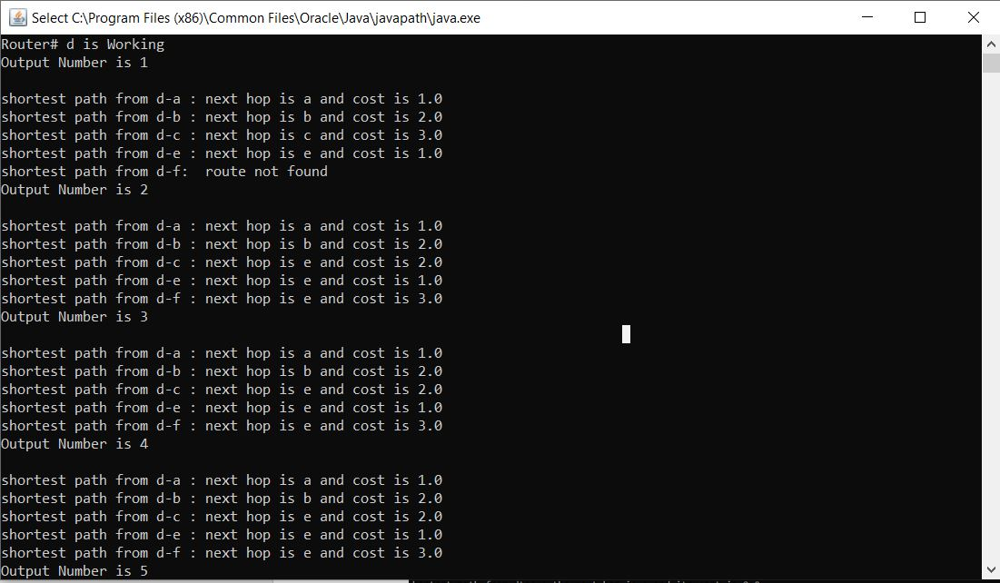 Select C:\Program Files (x86)\Common Files\Oracle\Java\javapath\java.exe
Router# d is Working
Output Number is 1
shortest path from d-a : next hop is a and cost is 1.0
shortest path from d-b : next hop is b and cost is 2.0
shortest path from d-c : next hop is c and cost is 3.0
shortest path from d-e : next hop is e and cost is 1.0
shortest path from d-f:  route not found
Output Number is 2
shortest path from d-a : next hop is a and cost is 1.0
shortest path from d-b : next hop is b and cost is 2.0
shortest path from d-c : next hop is e and cost is 2.0
shortest path from d-e : next hop is e and cost is 1.0
shortest path from d-f : next hop is e and cost is 3.0
Output Number is 3
shortest path from d-a : next hop is a and cost is 1.0
shortest path from d-b : next hop is b and cost is 2.0
shortest path from d-c : next hop is e and cost is 2.0
shortest path from d-e : next hop is e and cost is 1.0
shortest path from d-f : next hop is e and cost is 3.0
Output Number is 4
shortest path from d-a : next hop is a and cost is 1.0
shortest path from d-b : next hop is b and cost is 2.0
shortest path from d-c : next hop is e and cost is 2.0
shortest path from d-e : next hop is e and cost is 1.0
shortest path from d-f : next hop is e and cost is 3.0
Output Number is 5